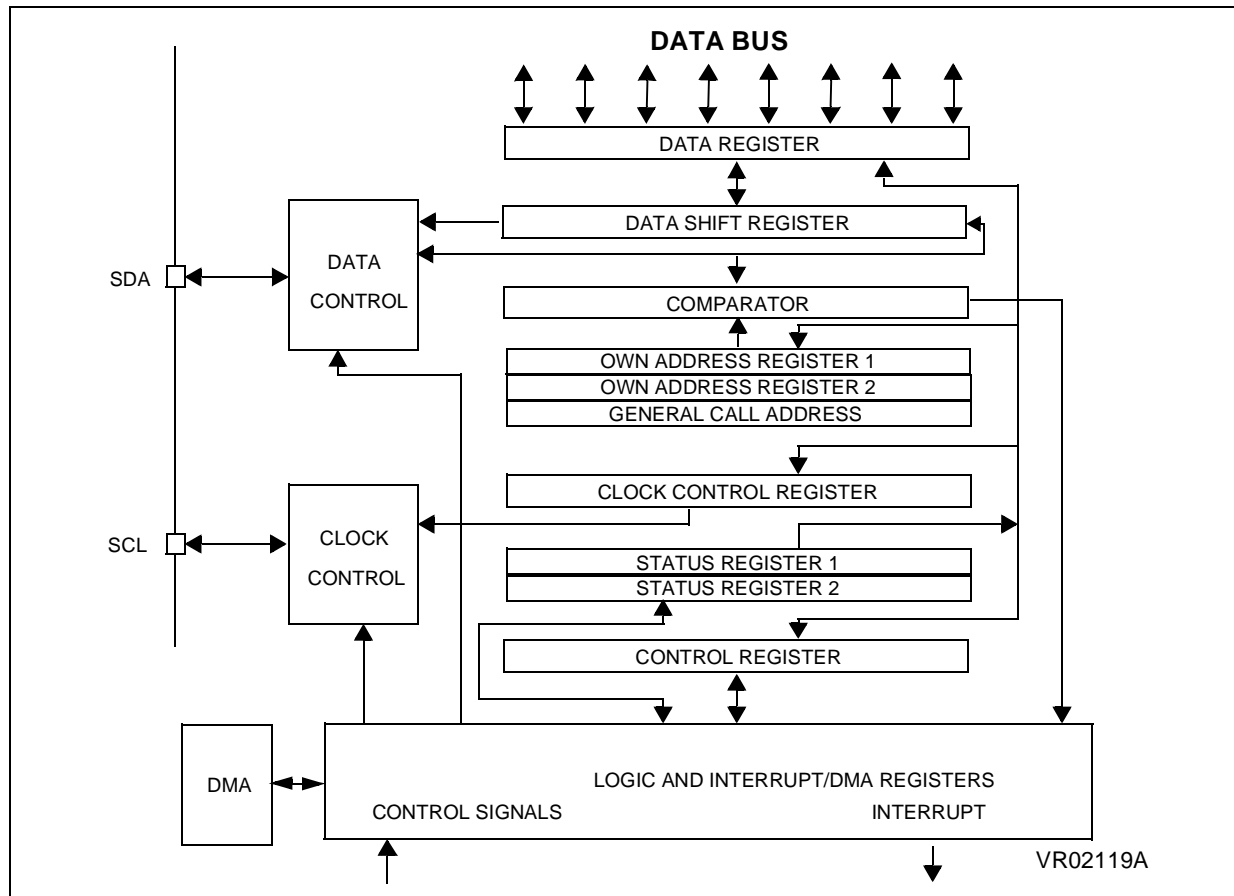 DATA BUS
DATA REGISTER
DATA SHIFT REGISTER
DATA
CONTROL
SDA
COMPARATOR
OWN ADDRESS REGISTER 1
OWN ADDRESS REGISTER 2
GENERAL CALL ADDRESS
CLOCK CONTROL REGISTER
CLOCK
CONTROL
SCL
STATUS REGISTER 1
STATUS REGISTER 2
CONTROL REGISTER
DMA
LOGIC AND INTERRUPT/DMA REGISTERS
CONTROL SIGNALS
INTERRUPT
VR02119A